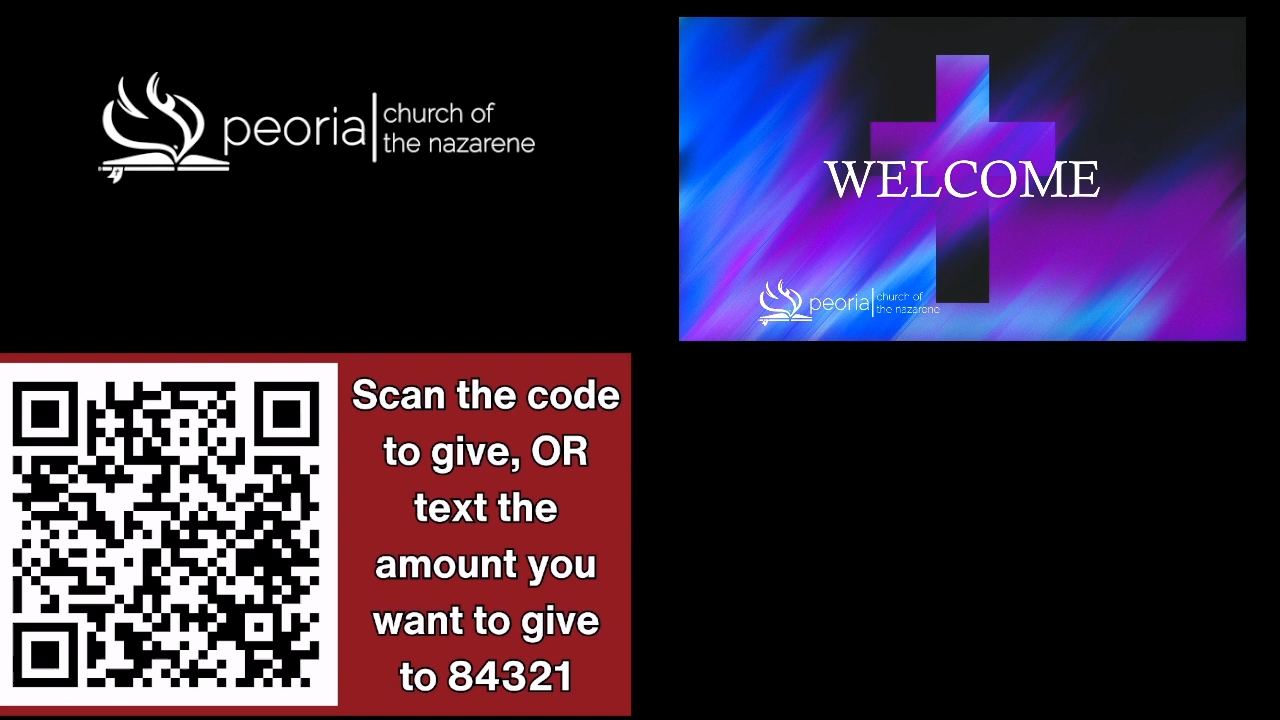 peoria
church of
the nazarene
WELCOME
peoria
church of
the nazarene
Scan the code
to give, OR
text the
amount you
want to give
to 84321